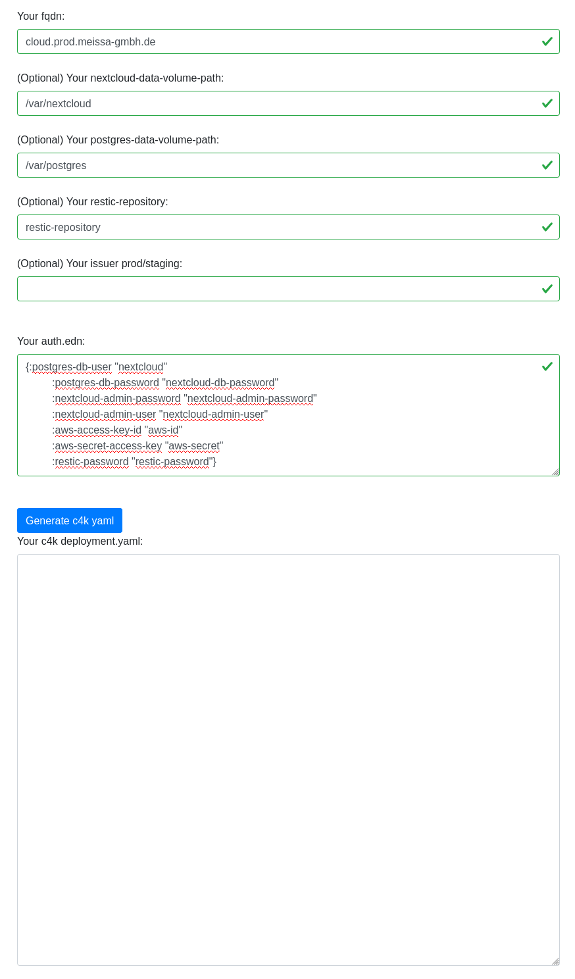 Your fqdn:
cloud.prod.meissa-gmbh.de
(Optional) Your nextcloud-data-volume-path:
/var/nextcloud
(Optional) Your postgres-data-volume-path:
/var/postgres
(Optional) Your restic-repository:
restic-repository
(Optional) Your issuer prod/staging:
Your auth.edn:
{:postgres-db-user "nextcloud"
:postgres-db-password "nextcloud-db-password"
:nextcloud-admin-password "nextcloud-admin-password"
:nextcloud-admin-user "nextcloud-admin-user"
:aws-access-key-id "aws-id"
:aws-secret-access-key "aws-secret"
:restic-password "restic-password"}
Generate c4k yaml
Your c4k deployment.yaml: